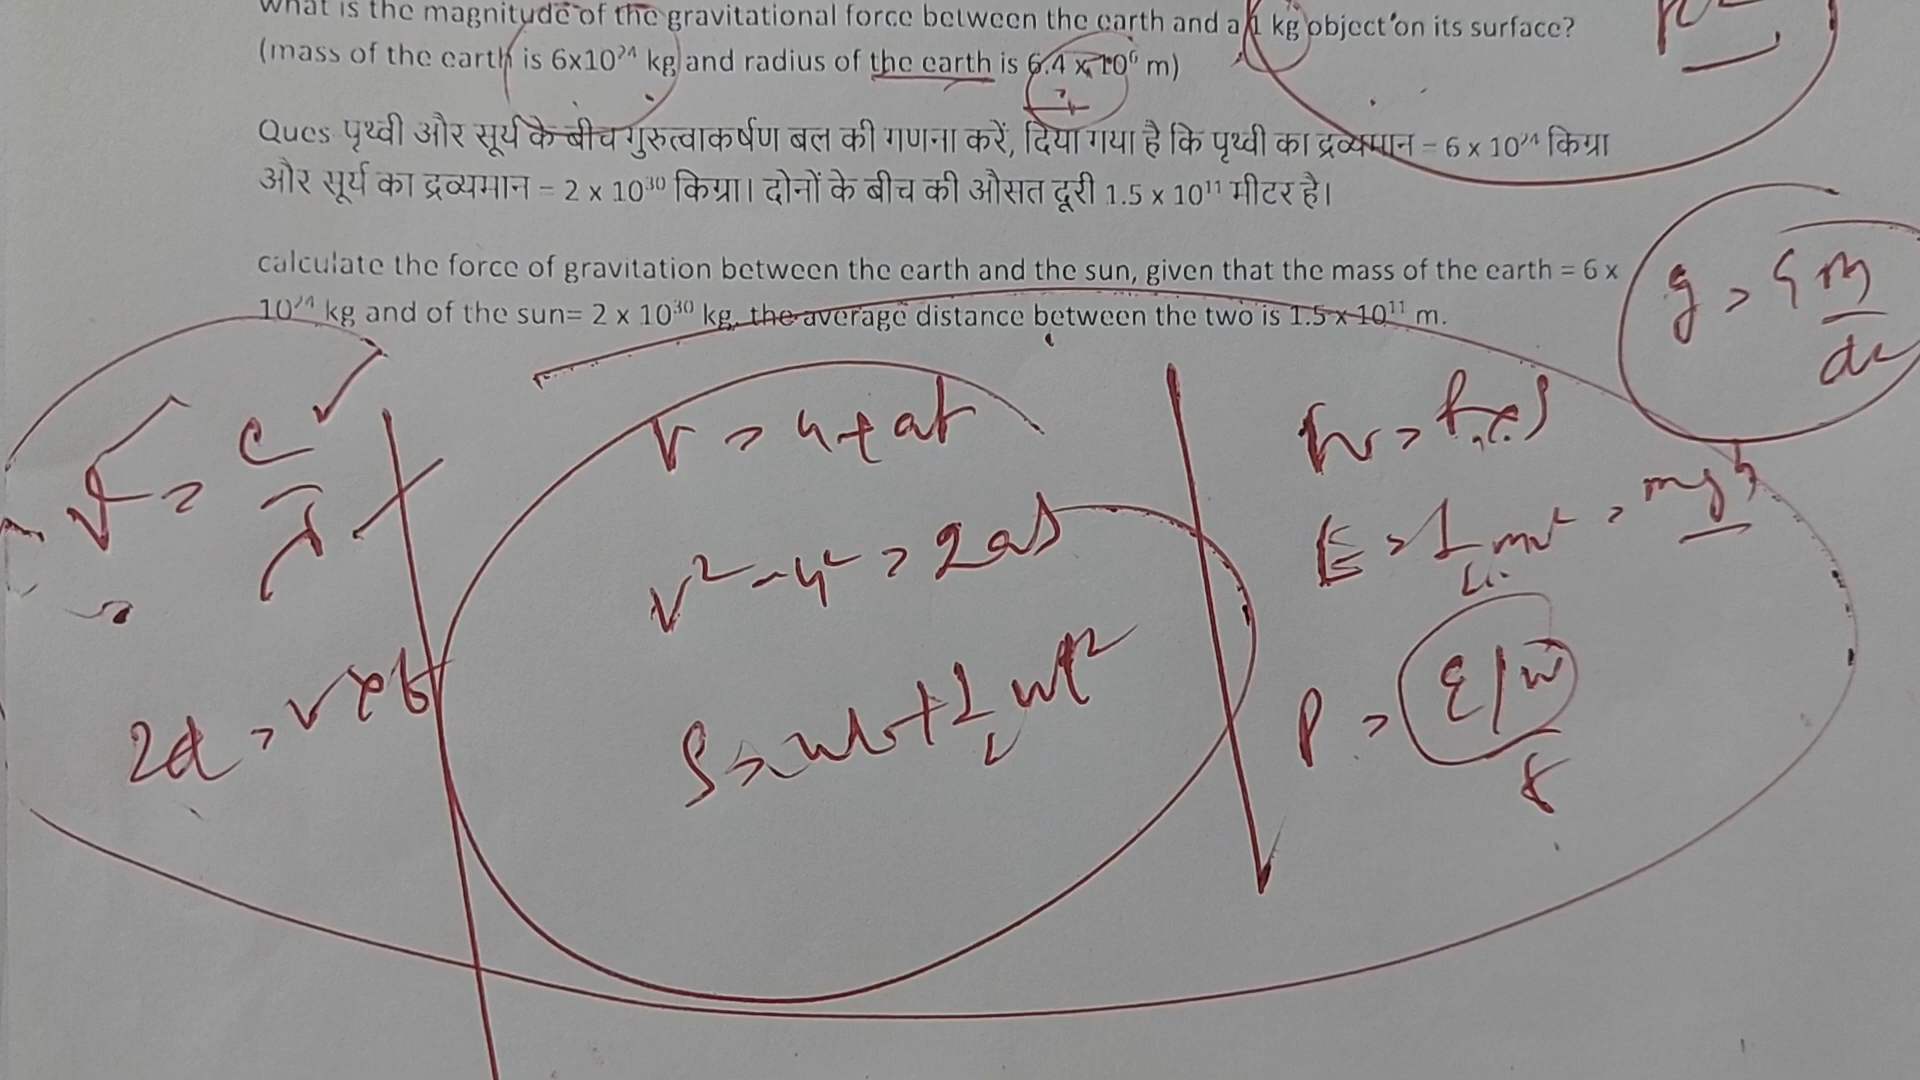 what is the magnitude of the gravitational force between the earth and a 1 kg object on its surface?
(mass of the earth is 6x10²⁴ kg and radius of the earth is 6.4 x 10⁶ m)
Ques पृथ्वी और सूर्य के बीच गुरुत्वाकर्षण बल की गणना करें, दिया गया है कि पृथ्वी का द्रव्यमान = 6 x 10²⁴ किग्रा
और सूर्य का द्रव्यमान = 2 x 10³⁰ किग्रा। दोनों के बीच की औसत दूरी 1.5 x 10¹¹ मीटर है।
calculate the force of gravitation between the earth and the sun, given that the mass of the earth = 6 x
10²⁴ kg and of the sun= 2 x 10³⁰ kg. the average distance between the two is 1.5 x 10¹¹ m.
v = u + at
v² - u² = 2as
2d = v x t